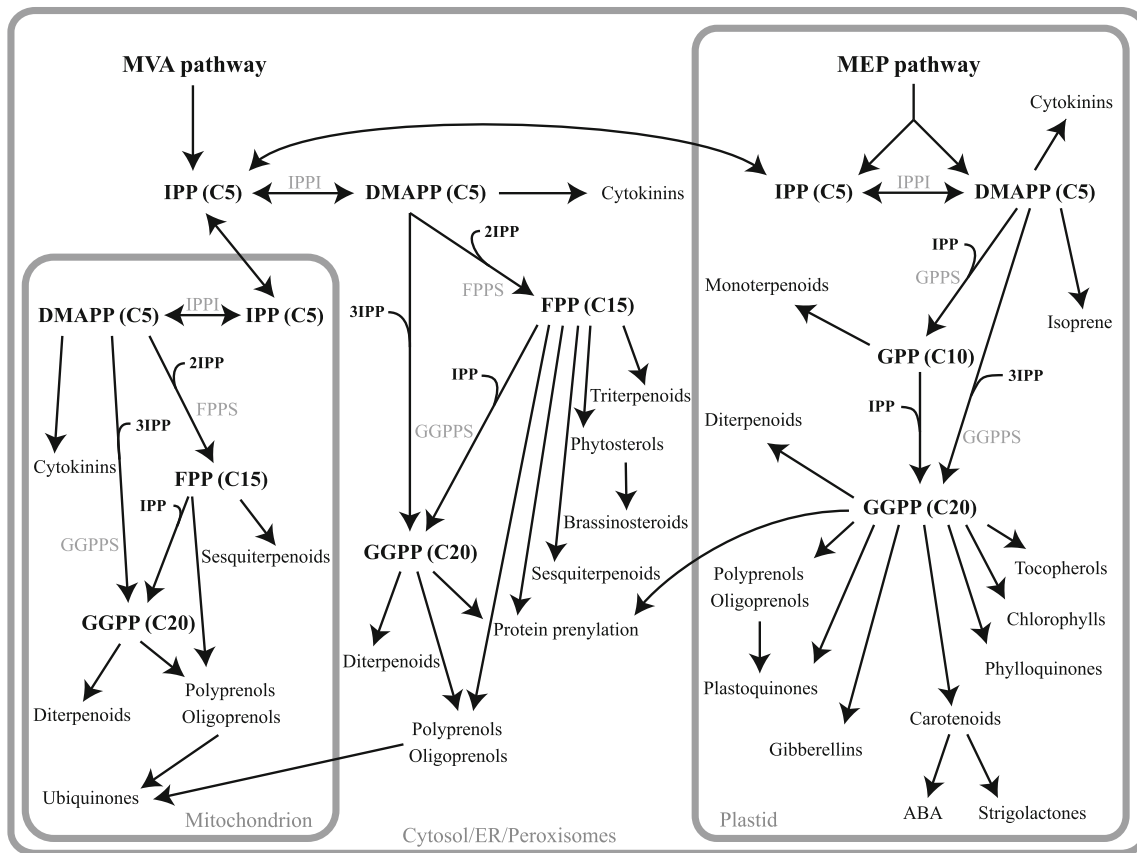 MVA pathway
MEP pathway
Cytokinins
IPP (C5)
IPPI
DMAPP (C5)
Cytokinins
IPP (C5)
IPPI
DMAPP (C5)
2IPP
FPPS
FPP (C15)
3IPP
IPP
GGPPS
Triterpenoids
Phytosterols
Brassinosteroids
Sesquiterpenoids
GGPP (C20)
Protein prenylation
Diterpenoids
Polyprenols
Oligoprenols
DMAPP (C5)
IPPI
IPP (C5)
2IPP
FPPS
3IPP
Cytokinins
FPP (C15)
IPP
GGPPS
Sesquiterpenoids
GGPP (C20)
Diterpenoids
Polyprenols
Oligoprenols
Ubiquinones
Mitochondrion
Cytosol/ER/Peroxisomes
IPP
GPPS
Monoterpenoids
Isoprene
GPP (C10)
3IPP
IPP
Diterpenoids
GGPPS
GGPP (C20)
Polyprenols
Oligoprenols
Tocopherols
Chlorophylls
Phylloquinones
Plastoquinones
Gibberellins
Carotenoids
ABA
Strigolactones
Plastid